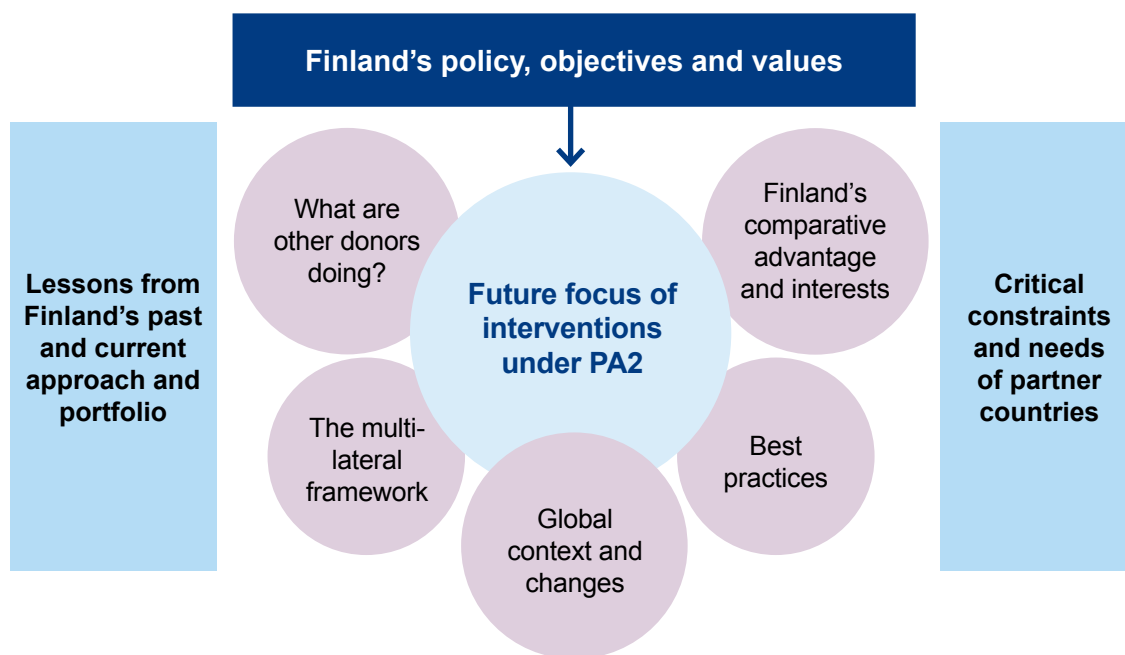 Finland’s policy, objectives and values
Lessons from
Finland’s past
and current
approach and
portfolio
What are
other donors
doing?
Future focus of
interventions
under PA2
Finland’s
comparative
advantage
and interests
Critical
constraints
and needs
of partner
countries
The multi-
lateral
framework
Global
context and
changes
Best
practices